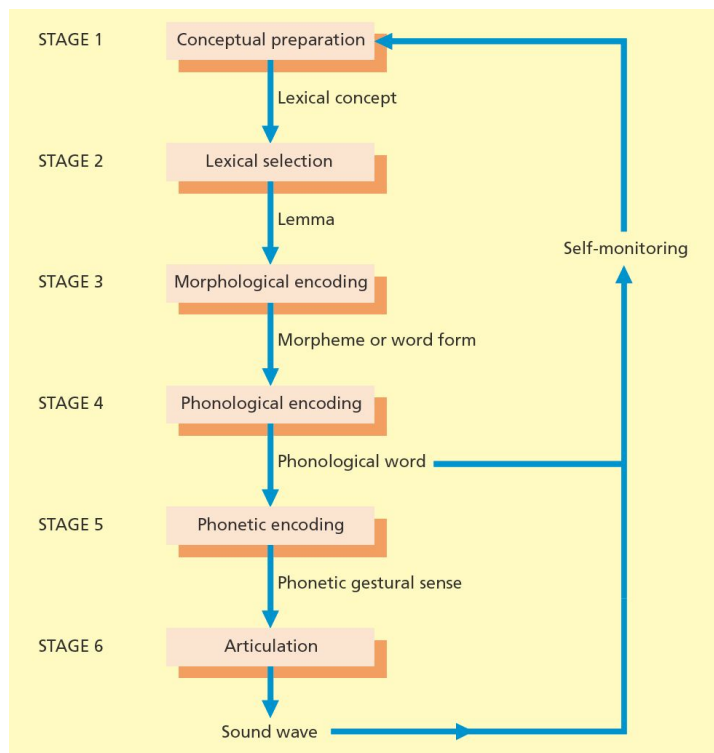 STAGE 1 Conceptual preparation
Lexical concept
STAGE 2 Lexical selection
Lemma
Self-monitoring
STAGE 3 Morphological encoding
Morpheme or word form
STAGE 4 Phonological encoding
Phonological word
STAGE 5 Phonetic encoding
Phonetic gestural sense
STAGE 6 Articulation
Sound wave